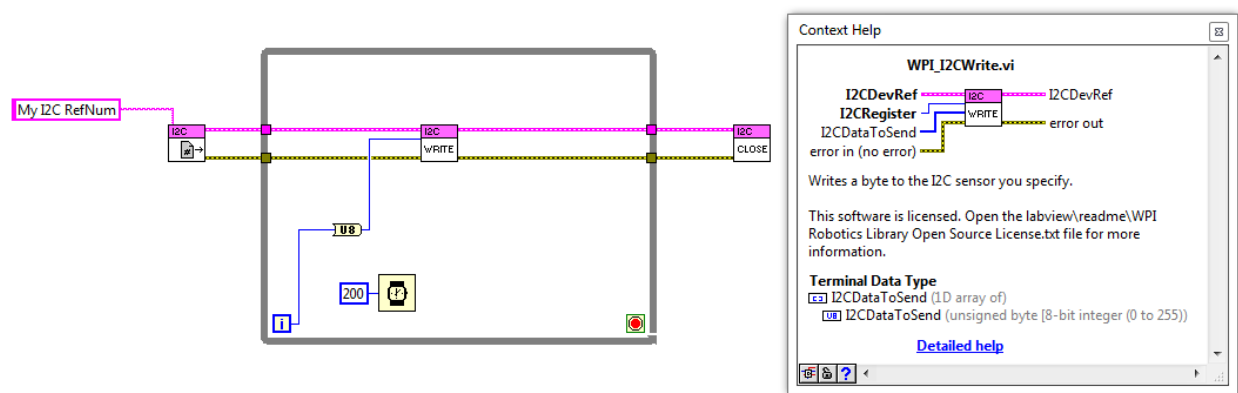 My I2C RefNum
I2C
#
I2C
WRITE
I2C
CLOSE
U8
200
i
Context Help
WPI_I2CWrite.vi
I2CDevRef
I2CRegister
I2CDataToSend
error in (no error)
I2C
WRITE
I2CDevRef
error out
Writes a byte to the I2C sensor you specify.
This software is licensed. Open the labview\readme\WPI
Robotics Library Open Source License.txt file for more
information.
Terminal Data Type
I2CDataToSend (1D array of)
U8 I2CDataToSend (unsigned byte [8-bit integer (0 to 255))
Detailed help
?